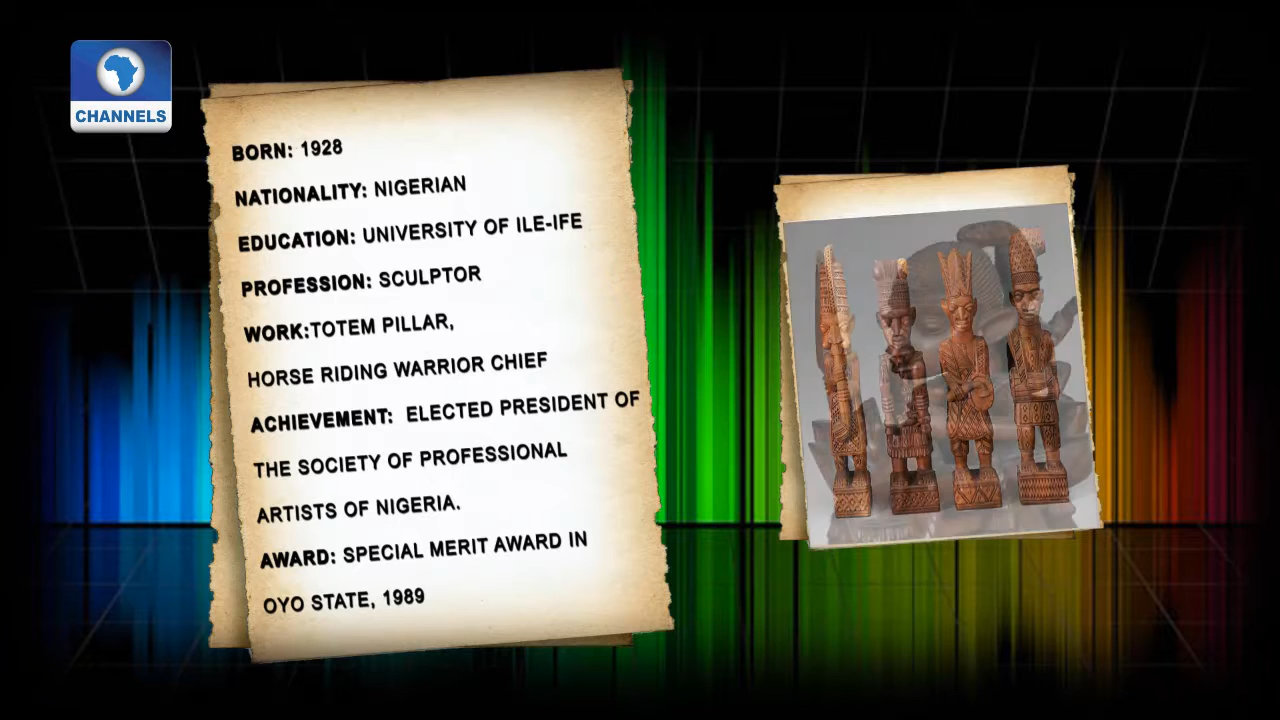 CHANNELS
BORN: 1928
NATIONALITY: NIGERIAN
EDUCATION: UNIVERSITY OF ILE-IFE
PROFESSION: SCULPTOR
WORK:TOTEM PILLAR,
HORSE RIDING WARRIOR CHIEF
ACHIEVEMENT: ELECTED PRESIDENT OF
THE SOCIETY OF PROFESSIONAL
ARTISTS OF NIGERIA.
AWARD: SPECIAL MERIT AWARD IN
OYO STATE, 1989